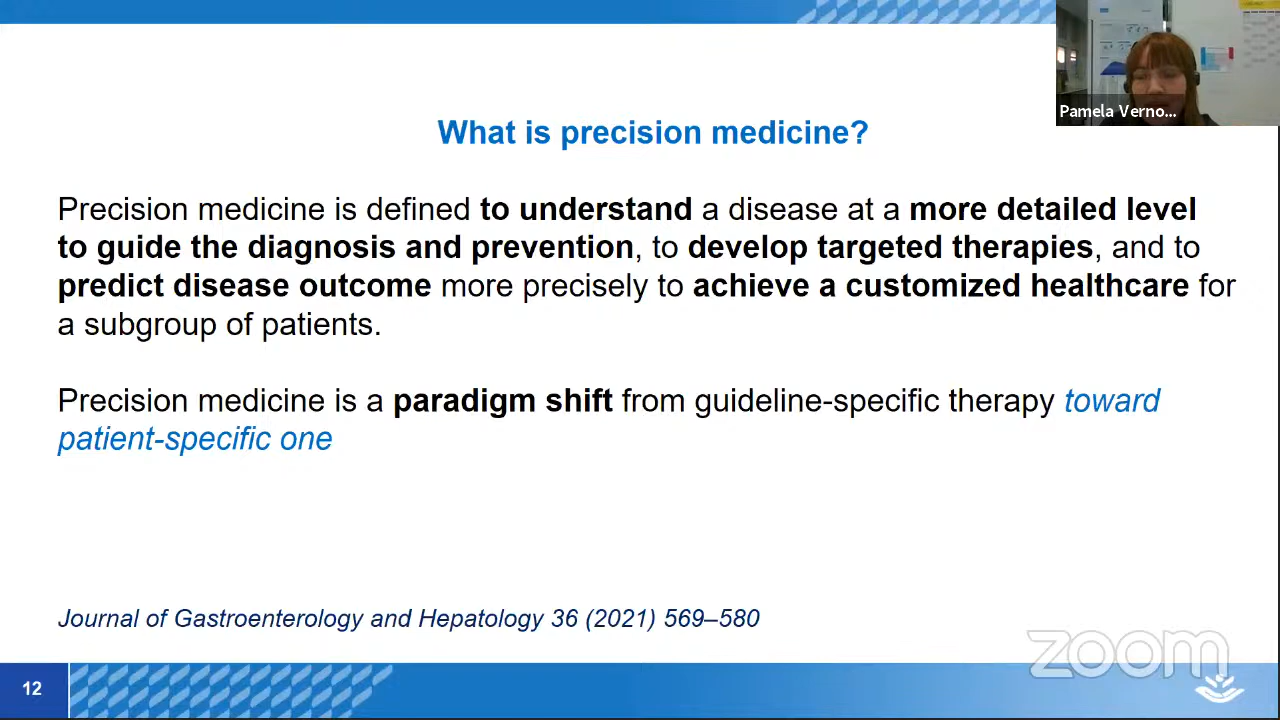 Pamela Verno...
What is precision medicine?
Precision medicine is defined to understand a disease at a more detailed level
to guide the diagnosis and prevention, to develop targeted therapies, and to
predict disease outcome more precisely to achieve a customized healthcare for
a subgroup of patients.
Precision medicine is a paradigm shift from guideline-specific therapy toward
patient-specific one
Journal of Gastroenterology and Hepatology 36 (2021) 569–580
zoom
12